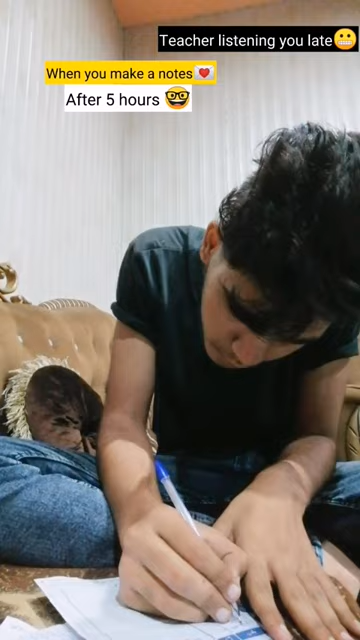 Teacher listening you late😬
When you make a notes💌
After 5 hours 🤓